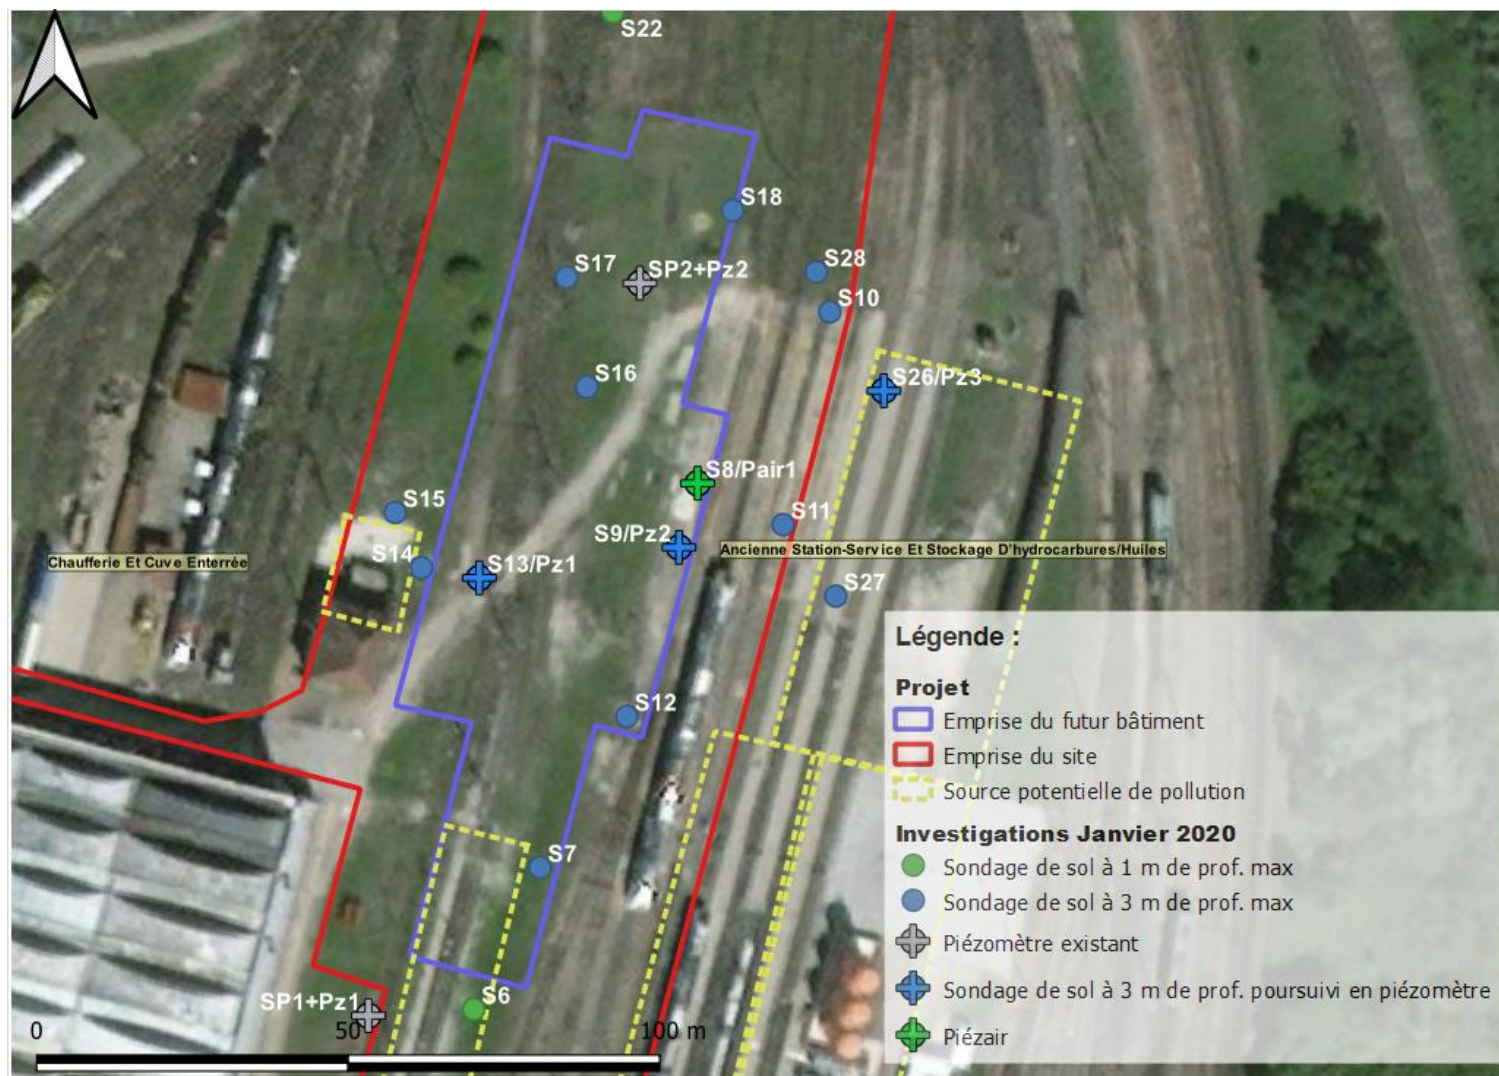 S22
S18
S17
SP2+Pz2
S28
S10
S16
S26/Pz3
S8/Pair1
S15
S11
S9/Pz2
Chaufferie Et Cuve Enterrée
S14
S13/Pz1
Ancienne Station-Service Et Stockage D'hydrocarbures/Huiles
S27
S12
S7
S6
SP1+Pz1
0
50
100 m
Légende :
Projet
Emprise du futur bâtiment
Emprise du site
Source potentielle de pollution
Investigations Janvier 2020
Sondage de sol à 1 m de prof. max
Sondage de sol à 3 m de prof. max
Piézomètre existant
Sondage de sol à 3 m de prof. poursuivi en piézomètre
Piézair